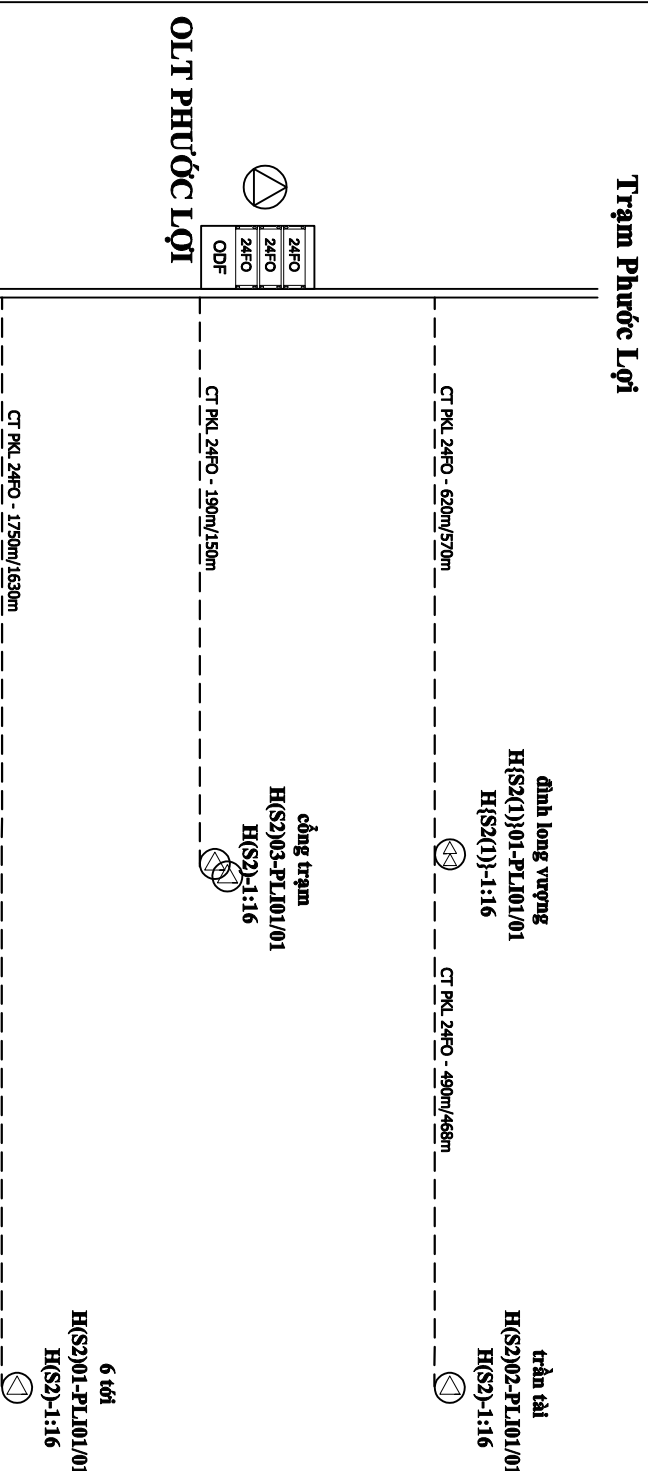 Trạm Phước Lợi
OLT PHƯỚC LỢI
24FO
24FO
24FO
ODF
CT PKL 24FO - 620m/570m
đình long vượng
H{S2(1)}01-PLI01/01
H{S2(1)}-1:16
CT PKL 24FO - 490m/468m
trần tài
H(S2)02-PLI01/01
H(S2)-1:16
CT PKL 24FO - 190m/150m
cổng trạm
H(S2)03-PLI01/01
H(S2)-1:16
CT PKL 24FO - 1750m/1630m
6 tới
H(S2)01-PLI01/01
H(S2)-1:16